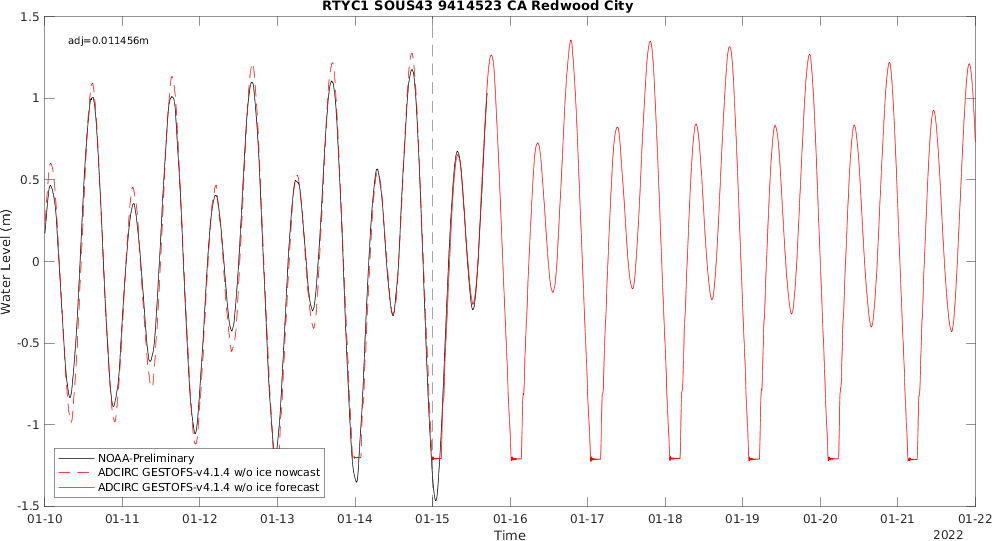 RTYC1 SOUS43 9414523 CA Redwood City
adj=0.011456m
1.5
1
0.5
0
-0.5
-1
-1.5
Water Level (m)
NOAA-Preliminary
ADCIRC GESTOFS-v4.1.4 w/o ice nowcast
ADCIRC GESTOFS-v4.1.4 w/o ice forecast
01-10 01-11 01-12 01-13 01-14 01-15 01-16 01-17 01-18 01-19 01-20 01-21 01-22
Time
2022